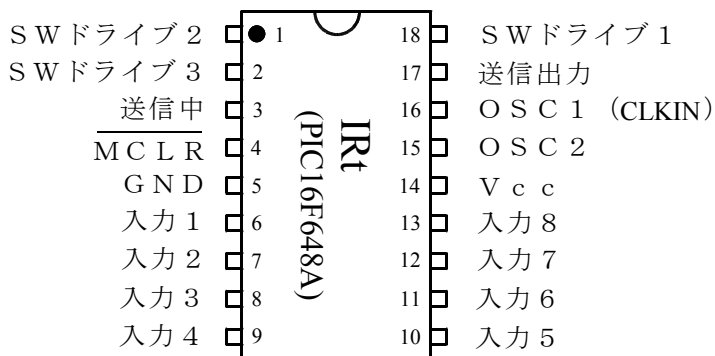 ＳＷドライブ２ 1 18 ＳＷドライブ１
ＳＷドライブ３ 2 17 送信出力
送信中 3 16 ＯＳＣ１ (CLKIN)
ＭＣＬＲ 4 15 ＯＳＣ２
ＧＮＤ 5 14 Ｖｃｃ
入力１ 6 13 入力８
入力２ 7 12 入力７
入力３ 8 11 入力６
入力４ 9 10 入力５
IRt
(PIC16F648A)